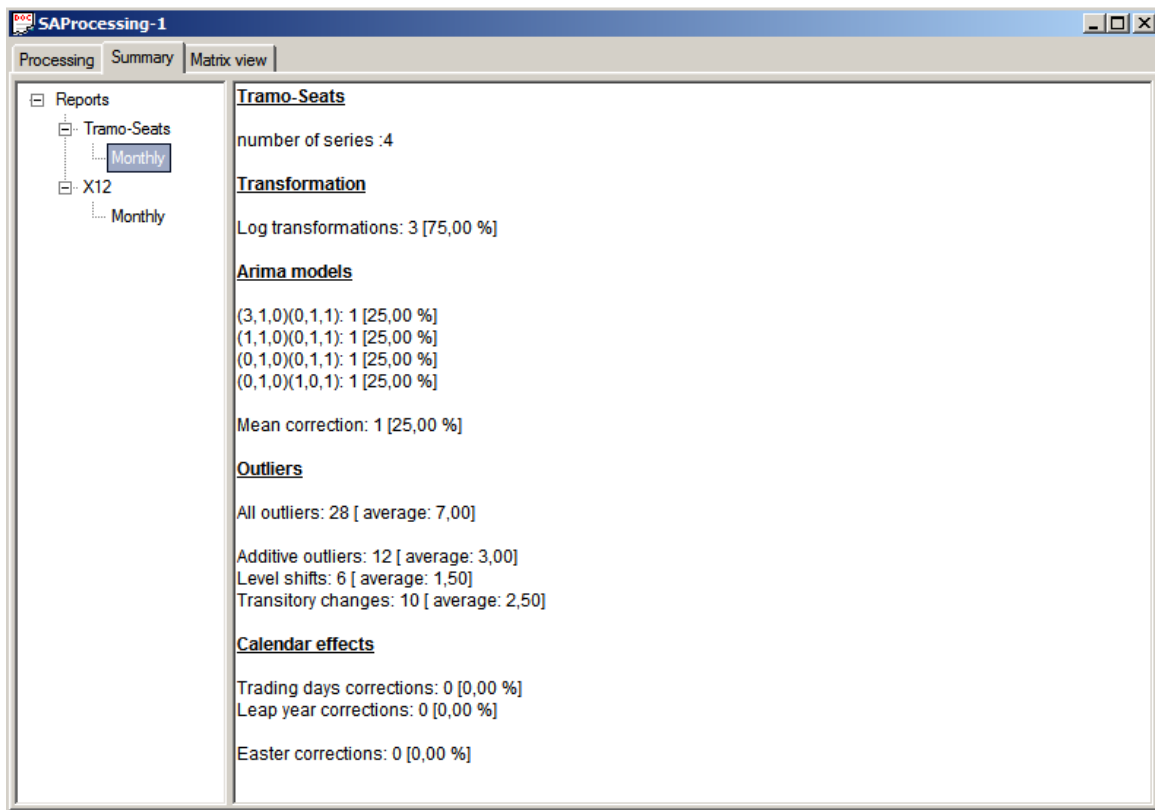 SAProcessing-1
Processing Summary Matrix view
Reports
Tramo-Seats
Monthly
X12
Monthly
Tramo-Seats
number of series :4
Transformation
Log transformations: 3 [75,00 %]
Arima models
(3,1,0)(0,1,1): 1 [25,00 %]
(1,1,0)(0,1,1): 1 [25,00 %]
(0,1,0)(0,1,1): 1 [25,00 %]
(0,1,0)(1,0,1): 1 [25,00 %]
Mean correction: 1 [25,00 %]
Outliers
All outliers: 28 [ average: 7,00]
Additive outliers: 12 [ average: 3,00]
Level shifts: 6 [ average: 1,50]
Transitory changes: 10 [ average: 2,50]
Calendar effects
Trading days corrections: 0 [0,00 %]
Leap year corrections: 0 [0,00 %]
Easter corrections: 0 [0,00 %]